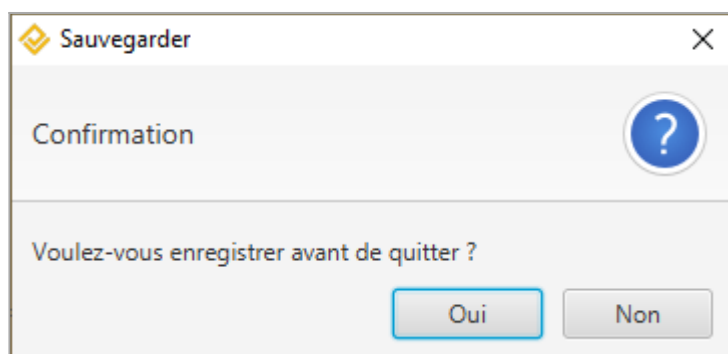 Sauvegarder
Confirmation
?
Voulez-vous enregistrer avant de quitter ?
Oui
Non